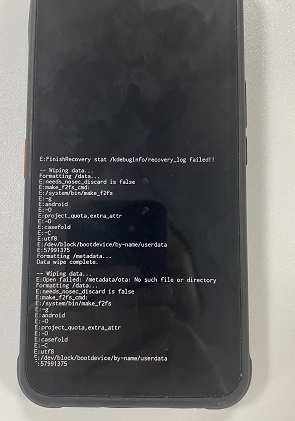 E:FinishRecovery stat /kdebuginfo/recovery_log failed!!
-- Wiping data...
Formatting /data...
E:needs_nosec_discard is false
E:make_f2fs_cmd:
E:/system/bin/make_f2fs
E:-g
E:android
E:-O
E:project_quota,extra_attr
E:-O
E:casefold
E:-C
E:utf8
E:/dev/block/bootdevice/by-name/userdata
E:57991375
Formatting /metadata...
Data wipe complete.
-- Wiping data...
E:Open failed: /metadata/ota: No such file or directory
Formatting /data...
E:needs_nosec_discard is false
E:make_f2fs_cmd:
E:/system/bin/make_f2fs
E:-g
E:android
E:-O
E:project_quota,extra_attr
E:-O
E:casefold
E:-C
E:utf8
E:/dev/block/bootdevice/by-name/userdata
:57991375